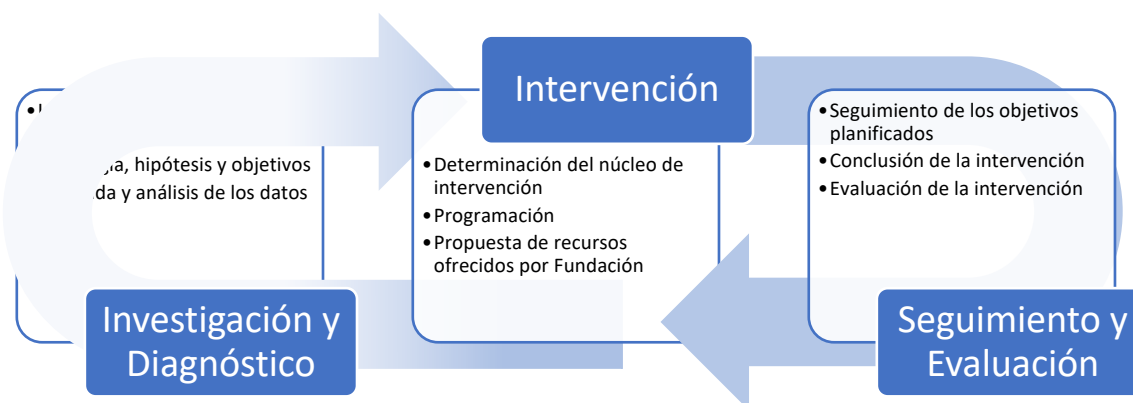 hipótesis y objetivos
y análisis de los datos
Investigación y
Diagnóstico
Intervención
•Determinación del núcleo de
intervención
•Programación
•Propuesta de recursos
ofrecidos por Fundación
•Seguimiento de los objetivos
planificados
•Conclusión de la intervención
•Evaluación de la intervención
Seguimiento y
Evaluación